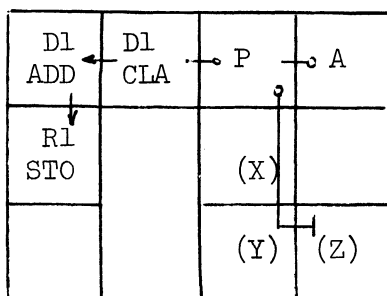 D1 D1 P A
ADD CLA
R1
STO (X)
(Y) (Z)